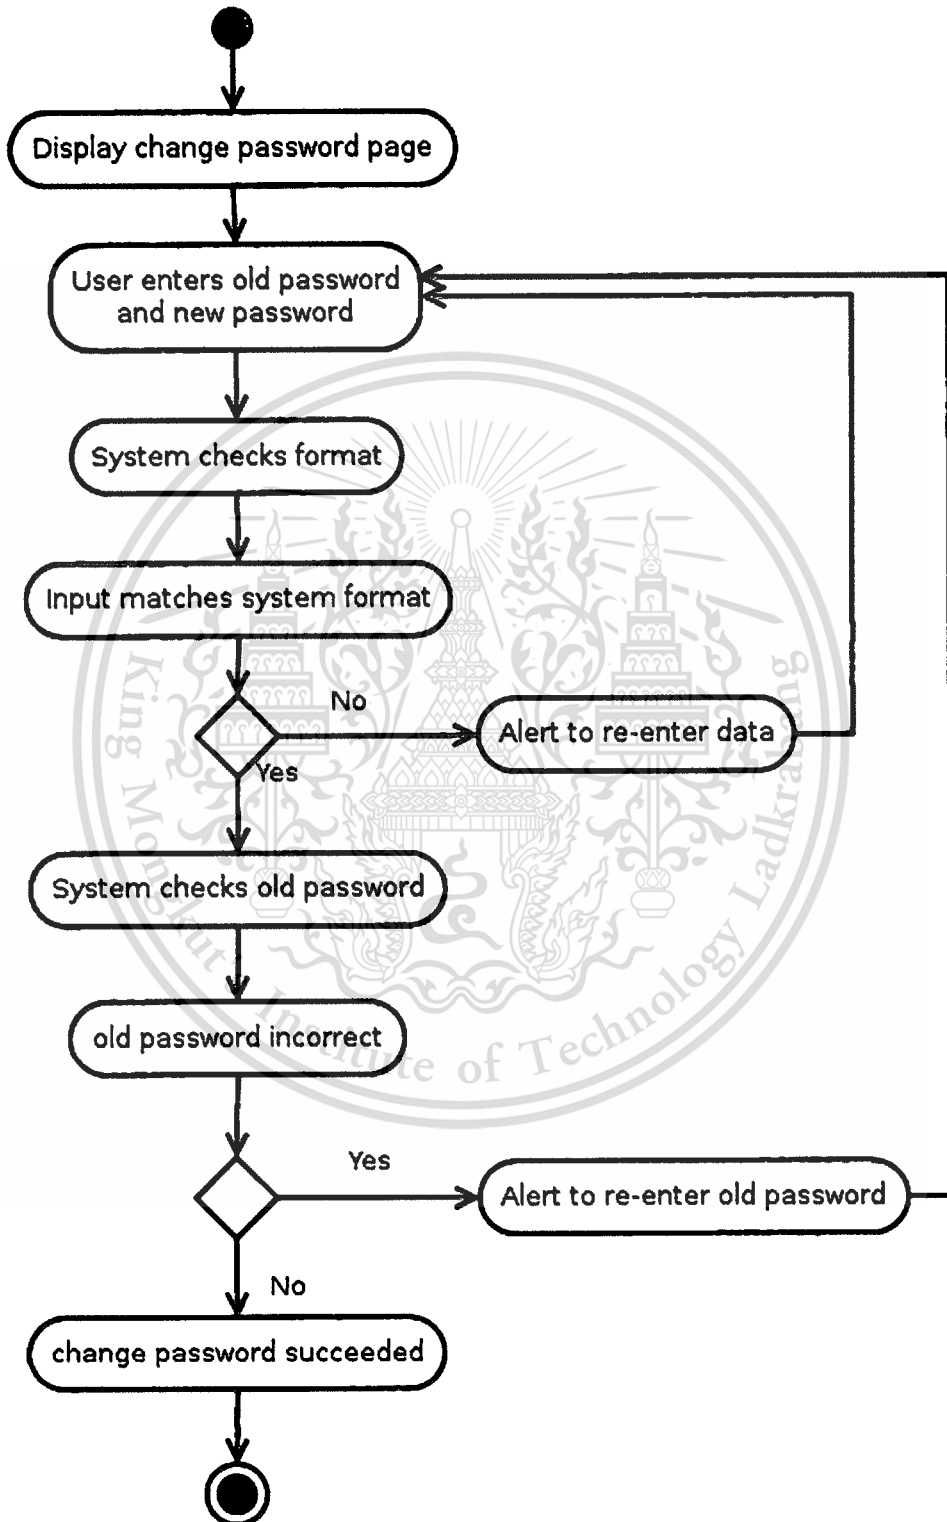 Display change password page
User enters old password
and new password
System checks format
Input matches system format
No
Alert to re-enter data
Yes
System checks old password
old password incorrect
Yes
Alert to re-enter old password
No
change password succeeded
King Mongkut's Institute of Technology Ladkrabang